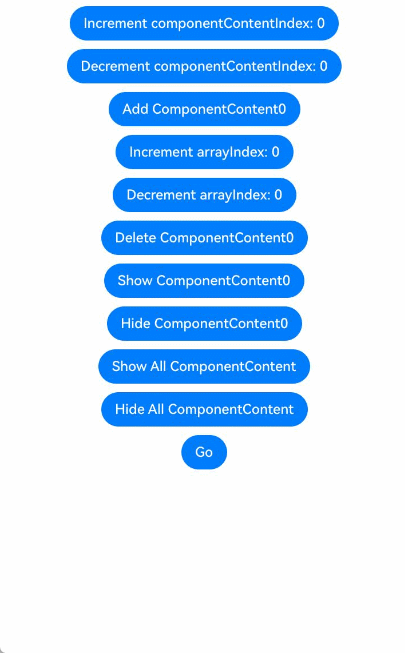 Increment componentContentIndex: 0
Decrement componentContentIndex: 0
Add ComponentContent0
Increment arrayIndex: 0
Decrement arrayIndex: 0
Delete ComponentContent0
Show ComponentContent0
Hide ComponentContent0
Show All ComponentContent
Hide All ComponentContent
Go